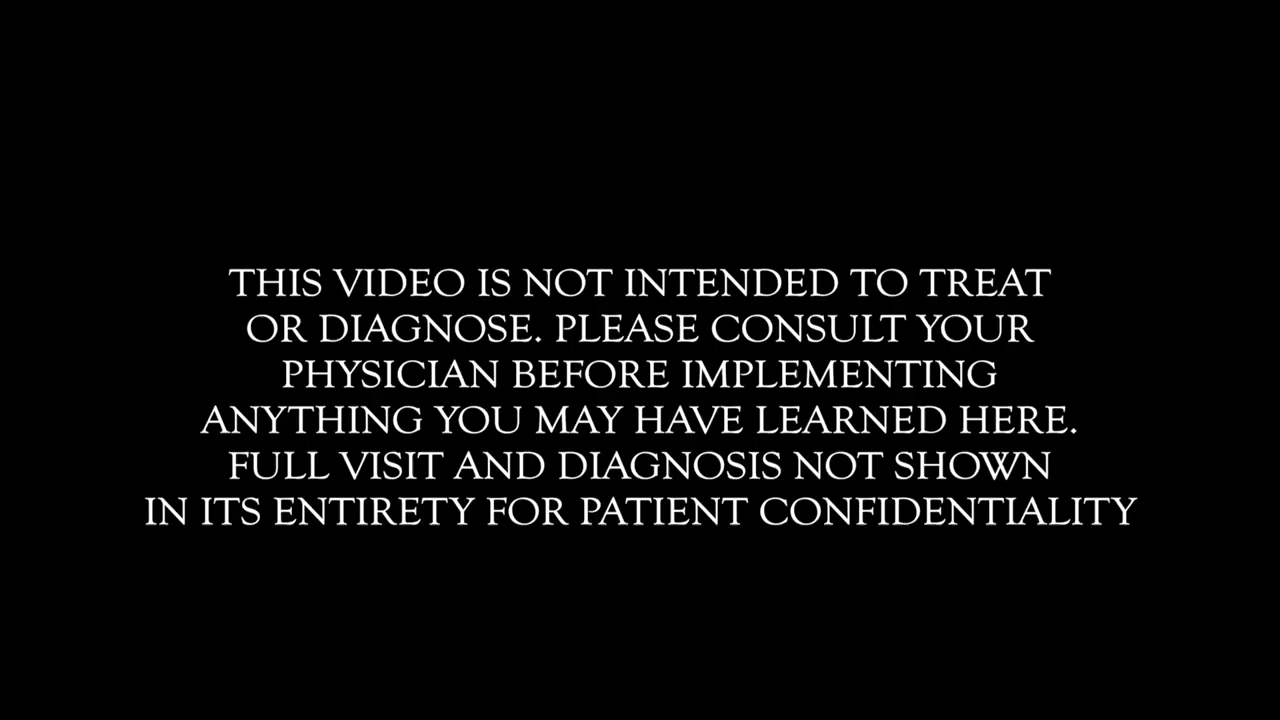 THIS VIDEO IS NOT INTENDED TO TREAT
OR DIAGNOSE. PLEASE CONSULT YOUR
PHYSICIAN BEFORE IMPLEMENTING
ANYTHING YOU MAY HAVE LEARNED HERE.
FULL VISIT AND DIAGNOSIS NOT SHOWN
IN ITS ENTIRETY FOR PATIENT CONFIDENTIALITY